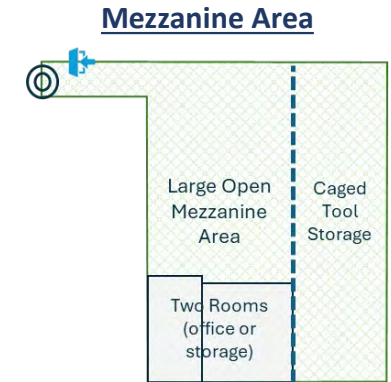 Mezzanine Area
Large Open
Mezzanine
Area
Caged
Tool
Storage
Two Rooms
(office or
storage)